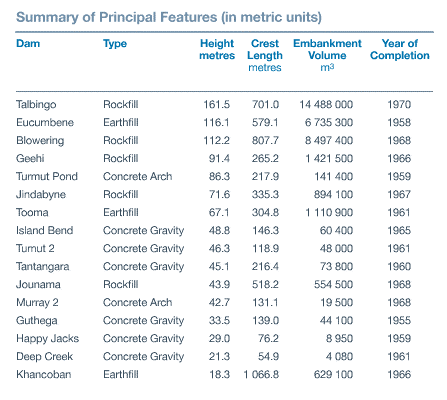 Summary of Principal Features (in metric units)
Dam Type Height metres Crest Length metres Embankment Volume m³ Year of Completion
Talbingo Rockfill 161.5 701.0 14 488 000 1970
Eucumbene Earthfill 116.1 579.1 6 735 300 1958
Blowering Rockfill 112.2 807.7 8 497 400 1968
Geehi Rockfill 91.4 265.2 1 421 500 1966
Tumut Pond Concrete Arch 86.3 217.9 141 400 1959
Jindabyne Rockfill 71.6 335.3 894 100 1967
Tooma Earthfill 67.1 304.8 1 110 900 1961
Island Bend Concrete Gravity 48.8 146.3 60 400 1965
Tumut 2 Concrete Gravity 46.3 118.9 48 000 1961
Tantangara Concrete Gravity 45.1 216.4 73 800 1960
Jounama Rockfill 43.9 518.2 554 500 1968
Murray 2 Concrete Arch 42.7 131.1 19 500 1968
Guthega Concrete Gravity 33.5 139.0 44 100 1955
Happy Jacks Concrete Gravity 29.0 76.2 8 950 1959
Deep Creek Concrete Gravity 21.3 54.9 4 080 1961
Khancoban Earthfill 18.3 1 066.8 629 100 1966